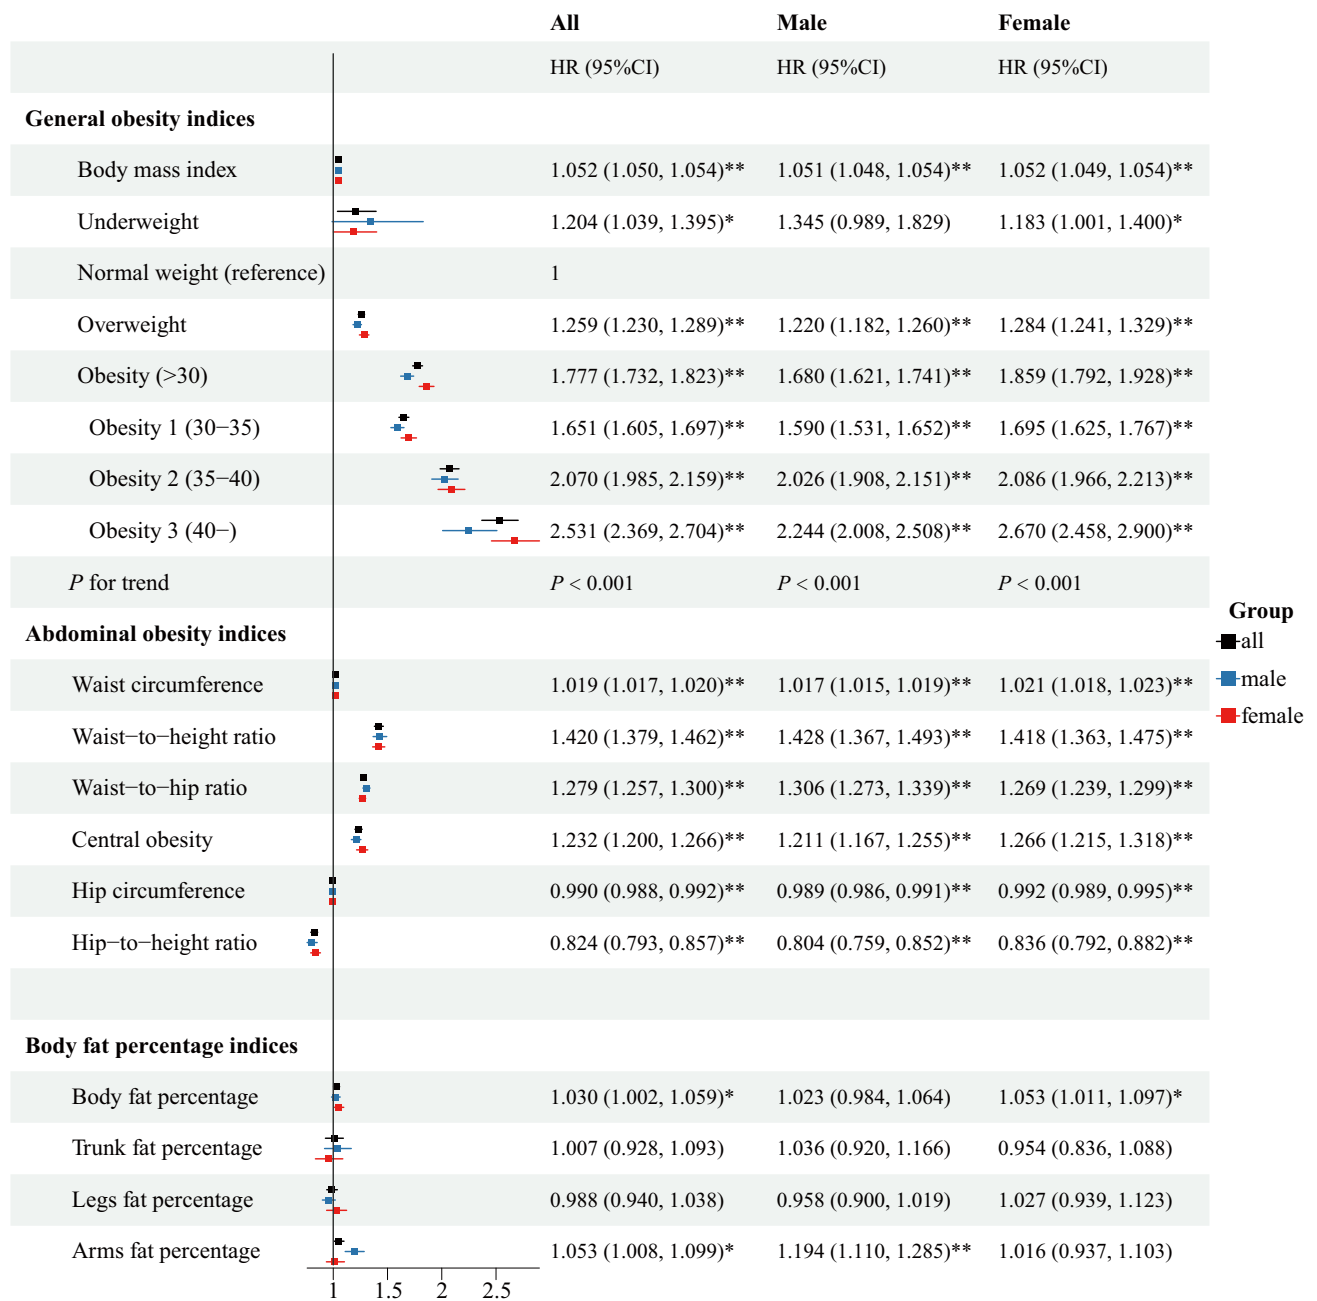 All Male Female
HR (95%CI) HR (95%CI) HR (95%CI)
General obesity indices
Body mass index 1.052 (1.050, 1.054)** 1.051 (1.048, 1.054)** 1.052 (1.049, 1.054)**
Underweight 1.204 (1.039, 1.395)* 1.345 (0.989, 1.829) 1.183 (1.001, 1.400)*
Normal weight (reference) 1
Overweight 1.259 (1.230, 1.289)** 1.220 (1.182, 1.260)** 1.284 (1.241, 1.329)**
Obesity (>30) 1.777 (1.732, 1.823)** 1.680 (1.621, 1.741)** 1.859 (1.792, 1.928)**
Obesity 1 (30−35) 1.651 (1.605, 1.697)** 1.590 (1.531, 1.652)** 1.695 (1.625, 1.767)**
Obesity 2 (35−40) 2.070 (1.985, 2.159)** 2.026 (1.908, 2.151)** 2.086 (1.966, 2.213)**
Obesity 3 (40−) 2.531 (2.369, 2.704)** 2.244 (2.008, 2.508)** 2.670 (2.458, 2.900)**
P for trend P < 0.001 P < 0.001 P < 0.001
Abdominal obesity indices
Waist circumference 1.019 (1.017, 1.020)** 1.017 (1.015, 1.019)** 1.021 (1.018, 1.023)**
Waist−to−height ratio 1.420 (1.379, 1.462)** 1.428 (1.367, 1.493)** 1.418 (1.363, 1.475)**
Waist−to−hip ratio 1.279 (1.257, 1.300)** 1.306 (1.273, 1.339)** 1.269 (1.239, 1.299)**
Central obesity 1.232 (1.200, 1.266)** 1.211 (1.167, 1.255)** 1.266 (1.215, 1.318)**
Hip circumference 0.990 (0.988, 0.992)** 0.989 (0.986, 0.991)** 0.992 (0.989, 0.995)**
Hip−to−height ratio 0.824 (0.793, 0.857)** 0.804 (0.759, 0.852)** 0.836 (0.792, 0.882)**
Body fat percentage indices
Body fat percentage 1.030 (1.002, 1.059)* 1.023 (0.984, 1.064) 1.053 (1.011, 1.097)*
Trunk fat percentage 1.007 (0.928, 1.093) 1.036 (0.920, 1.166) 0.954 (0.836, 1.088)
Legs fat percentage 0.988 (0.940, 1.038) 0.958 (0.900, 1.019) 1.027 (0.939, 1.123)
Arms fat percentage 1.053 (1.008, 1.099)* 1.194 (1.110, 1.285)** 1.016 (0.937, 1.103)
1 1.5 2 2.5
Group
all
male
female